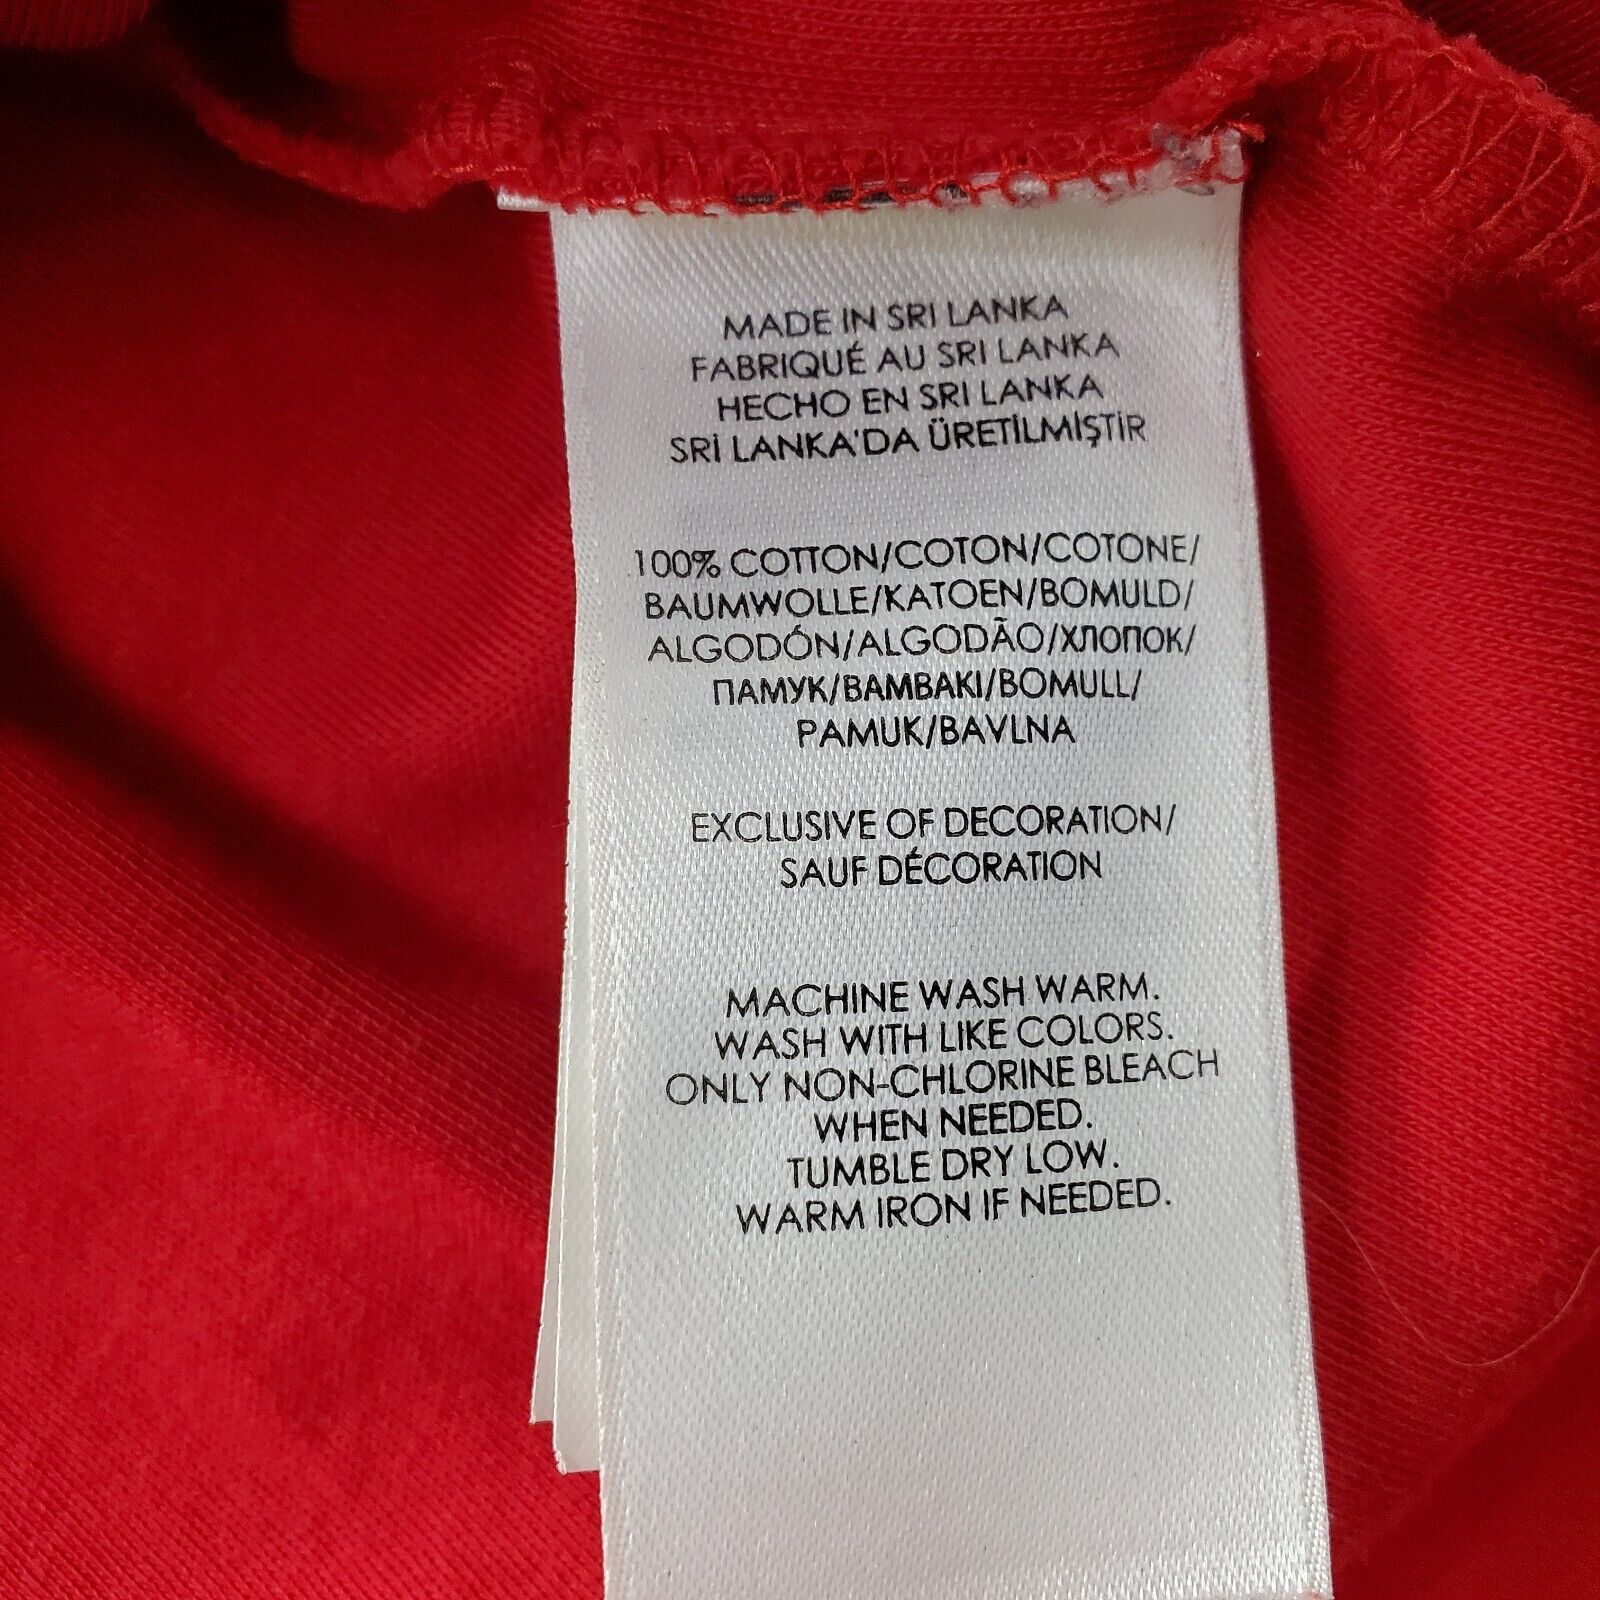 MADE IN SRI LANKA
FABRIQUÉ AU SRI LANKA
HECHO EN SRI LANKA
SRİ LANKA'DA ÜRETİLMİŞTİR
100% COTTON/COTON/COTONE/
BAUMWOLLE/KATOEN/BOMULD/
ALGODÓN/ALGODÃO/ХЛОПОК/
ПАМУК/BAMBAKI/BOMULL/
PAMUK/BAVLNA
EXCLUSIVE OF DECORATION/
SAUF DÉCORATION
MACHINE WASH WARM.
WASH WITH LIKE COLORS.
ONLY NON-CHLORINE BLEACH
WHEN NEEDED.
TUMBLE DRY LOW.
WARM IRON IF NEEDED.